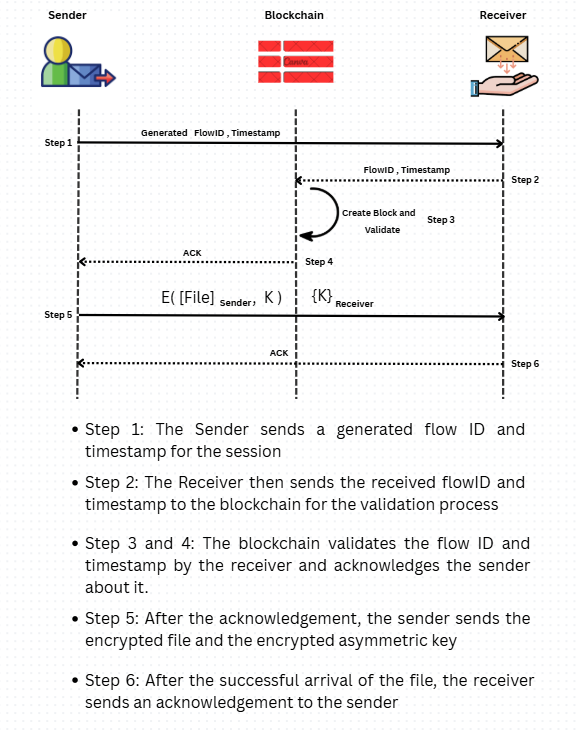 Sender Blockchain Receiver
Canva
Generated FlowID , Timestamp
Step 1
FlowID , Timestamp
Step 2
Create Block and
Validate
Step 3
ACK
Step 4
E( [File] Sender, K ) {K} Receiver
Step 5
ACK
Step 6
• Step 1: The Sender sends a generated flow ID and
timestamp for the session
• Step 2: The Receiver then sends the received flowID and
timestamp to the blockchain for the validation process
• Step 3 and 4: The blockchain validates the flow ID and
timestamp by the receiver and acknowledges the sender
about it.
• Step 5: After the acknowledgement, the sender sends the
encrypted file and the encrypted asymmetric key
• Step 6: After the successful arrival of the file, the receiver
sends an acknowledgement to the sender